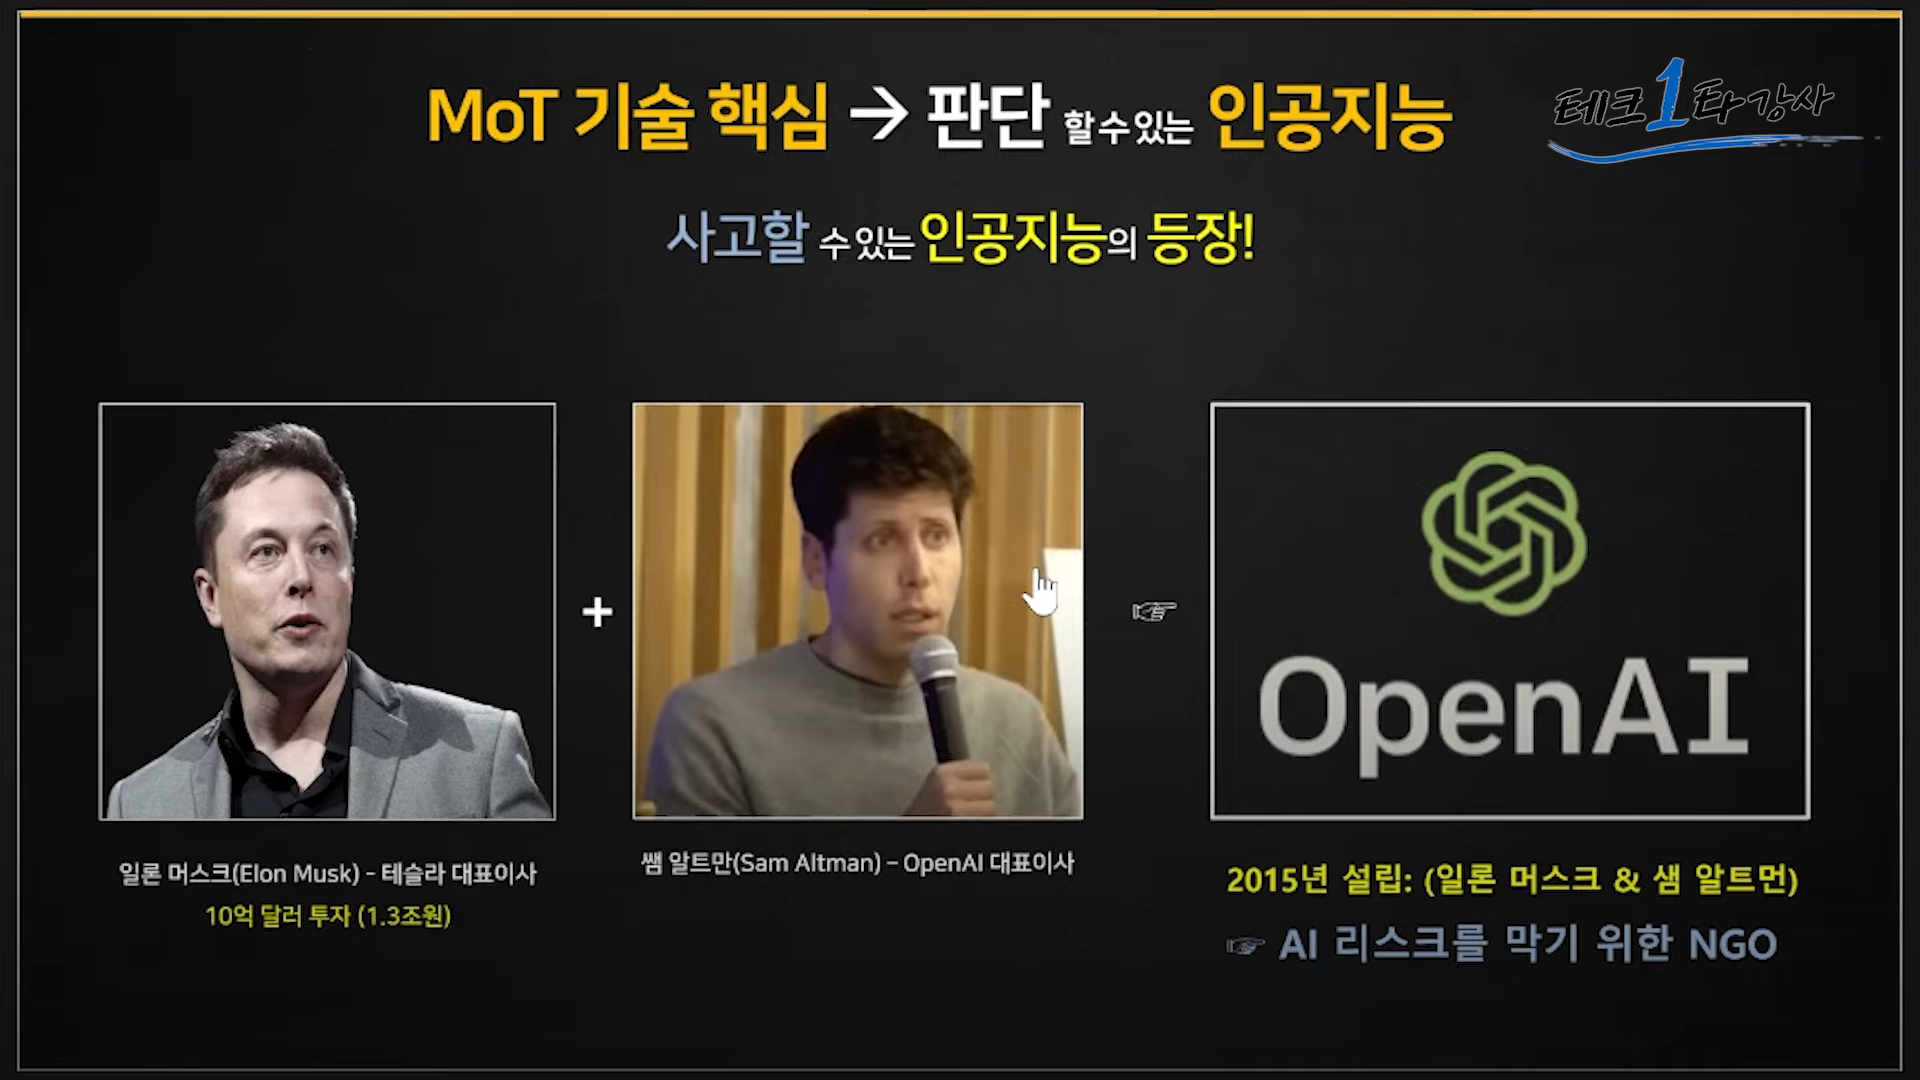 MoT 기술 핵심 → 판단 할 수 있는 인공지능
테크1타강사
사고할 수 있는 인공지능의 등장!
+
☞
OpenAI
일론 머스크(Elon Musk) - 테슬라 대표이사
10억 달러 투자 (1.3조원)
쌤 알트만(Sam Altman) – OpenAI 대표이사
2015년 설립: (일론 머스크 & 샘 알트먼)
☞ AI 리스크를 막기 위한 NGO